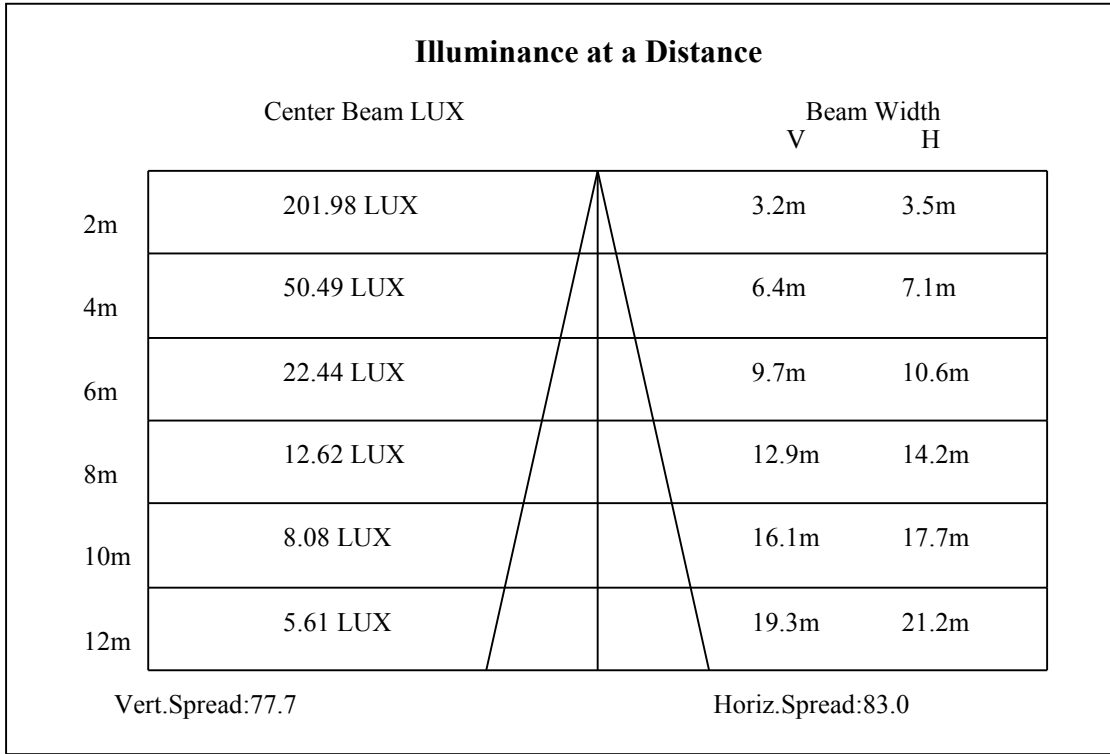 Illuminance at a Distance
Center Beam LUX Beam Width
V H
2m 201.98 LUX 3.2m 3.5m
4m 50.49 LUX 6.4m 7.1m
6m 22.44 LUX 9.7m 10.6m
8m 12.62 LUX 12.9m 14.2m
10m 8.08 LUX 16.1m 17.7m
12m 5.61 LUX 19.3m 21.2m
Vert.Spread:77.7 Horiz.Spread:83.0